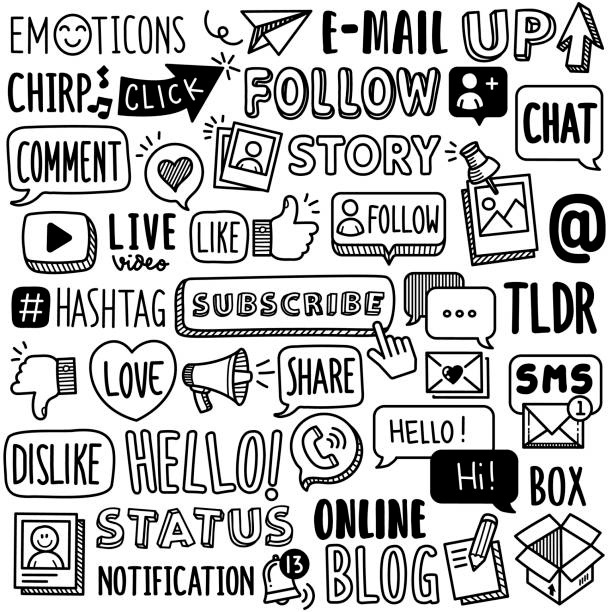 EMOTICONS
E-MAIL
UP
CHIRP
CLICK
FOLLOW
+
CHAT
COMMENT
STORY
LIVE
video
LIKE
FOLLOW
@
#
HASHTAG
SUBSCRIBE
...
TLDR
LOVE
SHARE
SMS
1
DISLIKE
HELLO!
HELLO!
Hi!
BOX
STATUS
ONLINE
BLOG
NOTIFICATION
13